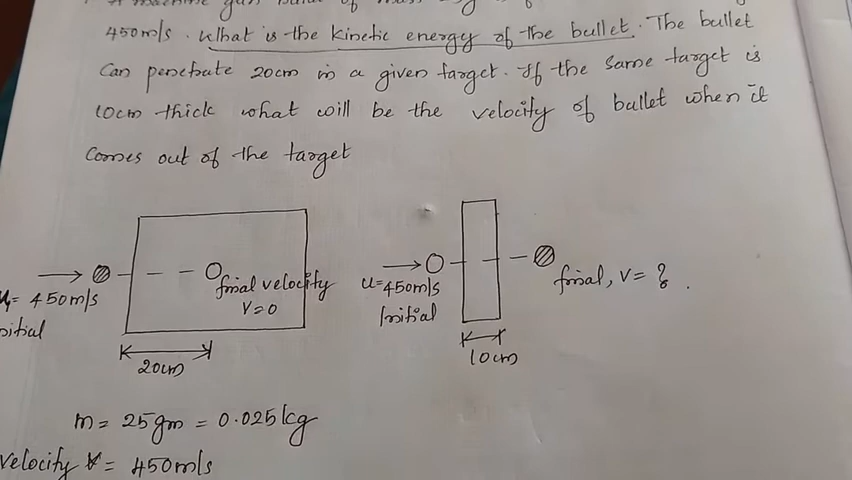 450m/s. What is the kinetic energy of the bullet. The bullet
Can penetrate 20cm in a given target. If the same target is
10cm thick what will be the velocity of bullet when it
Comes out of the target
= 450m/s
final velocity
V=0
20cm
u=450m/s
Initial
10cm
final, v = ?
m = 25gm = 0.025kg
velocity = 450m/s